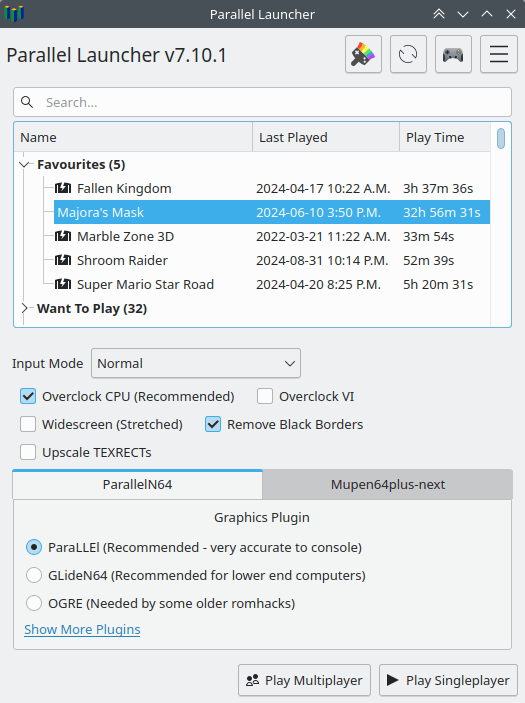 Parallel Launcher
Parallel Launcher v7.10.1
Search...
Name Last Played Play Time
Favourites (5)
Fallen Kingdom 2024-04-17 10:22 A.M. 3h 37m 36s
Majora's Mask 2024-06-10 3:50 P.M. 32h 56m 31s
Marble Zone 3D 2022-03-21 11:22 A.M. 33m 54s
Shroom Raider 2024-08-31 10:14 P.M. 52m 39s
Super Mario Star Road 2024-04-20 8:25 P.M. 5h 20m 31s
Want To Play (32)
Input Mode Normal
Overclock CPU (Recommended) Overclock VI
Widescreen (Stretched) Remove Black Borders
Upscale TEXRECTs
ParallelN64 Mupen64plus-next
Graphics Plugin
ParaLLEl (Recommended - very accurate to console)
GLideN64 (Recommended for lower end computers)
OGRE (Needed by some older romhacks)
Show More Plugins
Play Multiplayer Play Singleplayer